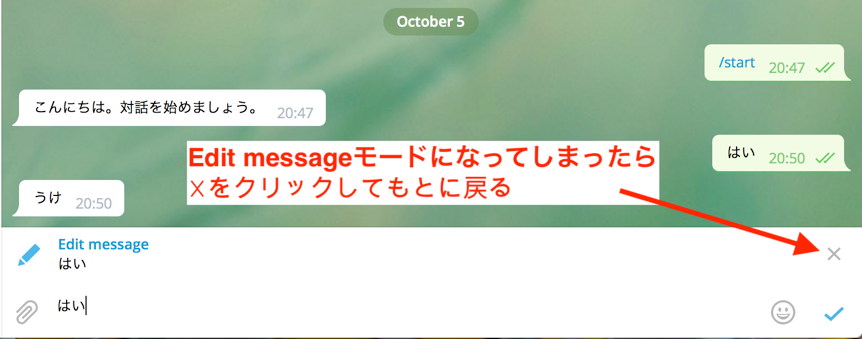 October 5
/start 20:47
こんにちは。対話を始めましょう。 20:47
はい 20:50
Edit messageモードになってしまったら
×をクリックしてもとに戻る
うけ 20:50
Edit message
はい
はい